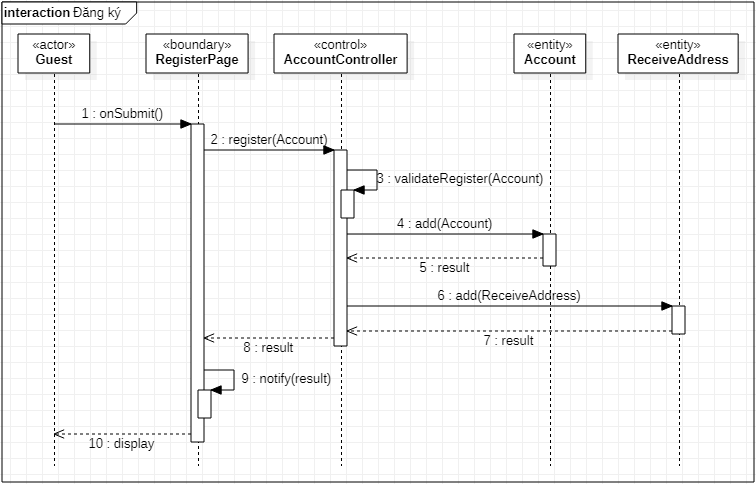 interaction Đăng ký
«actor»
Guest
«boundary»
RegisterPage
«control»
AccountController
«entity»
Account
«entity»
ReceiveAddress
1 : onSubmit()
2 : register(Account)
3 : validateRegister(Account)
4 : add(Account)
5 : result
6 : add(ReceiveAddress)
7 : result
8 : result
9 : notify(result)
10 : display